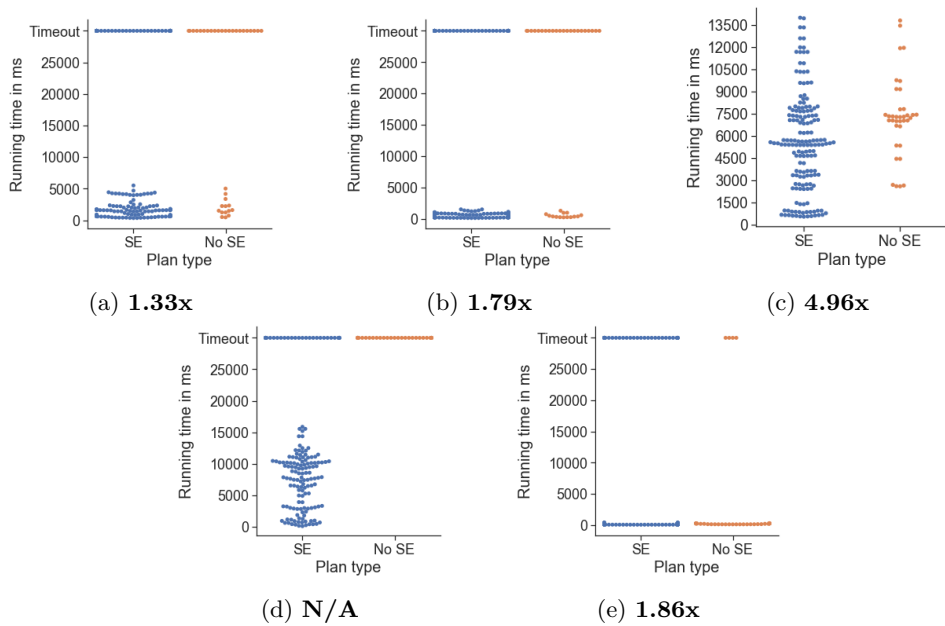 Running time in ms
Timeout
25000
20000
15000
10000
5000
0
SE
No SE
Plan type
(a) 1.33x
Running time in ms
Timeout
25000
20000
15000
10000
5000
0
SE
No SE
Plan type
(b) 1.79x
Running time in ms
13500
12000
10500
9000
7500
6000
4500
3000
1500
0
SE
No SE
Plan type
(c) 4.96x
Running time in ms
Timeout
25000
20000
15000
10000
5000
0
SE
No SE
Plan type
(d) N/A
Running time in ms
Timeout
25000
20000
15000
10000
5000
0
SE
No SE
Plan type
(e) 1.86x